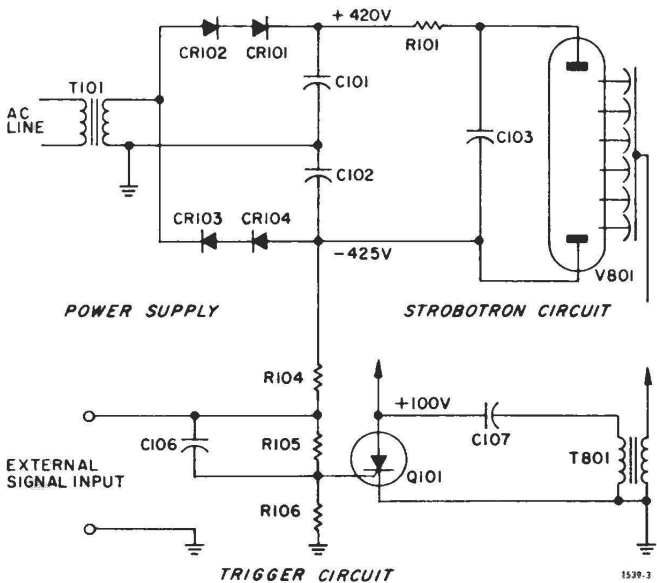 +420V
R101
CR102 CR101
T101
C101
AC
LINE
C103
C102
CR103 CR104
-425V
V801
POWER SUPPLY
STROBOTRON CIRCUIT
R104
+100V
C106
R105
C107
T801
EXTERNAL
SIGNAL INPUT
Q101
R106
TRIGGER CIRCUIT
1539-3